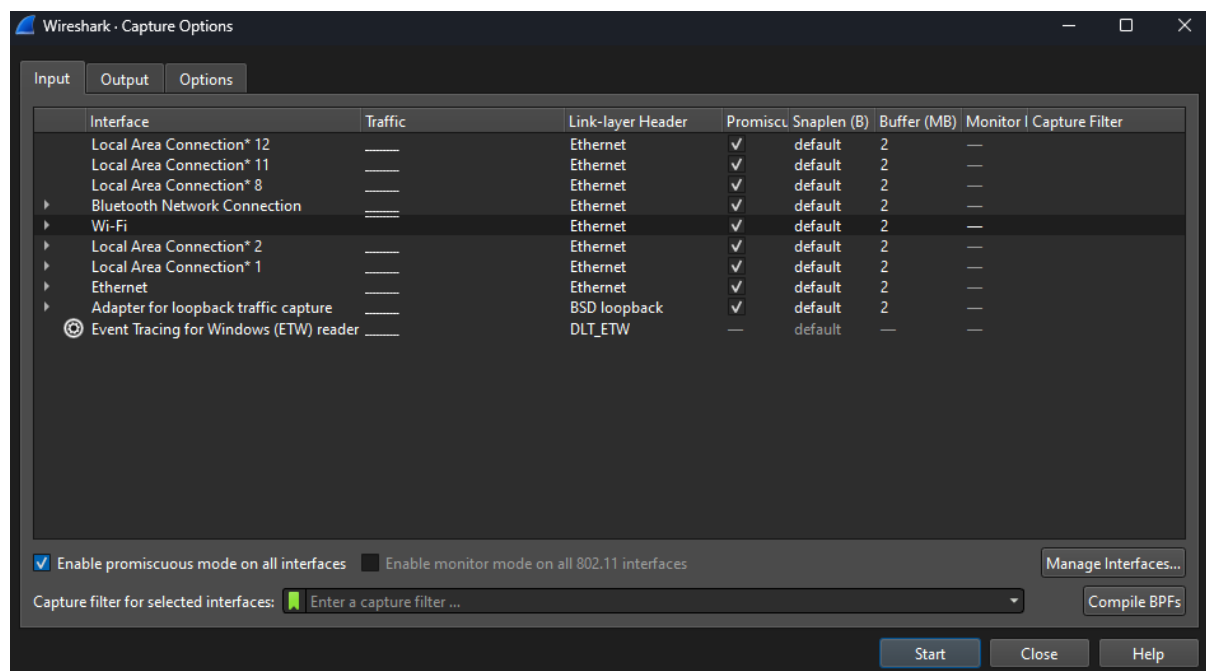 Wireshark · Capture Options
Input Output Options
Interface Traffic Link-layer Header Promiscu Snaplen (B) Buffer (MB) Monitor I Capture Filter
Local Area Connection* 12 Ethernet default 2 —
Local Area Connection* 11 Ethernet default 2 —
Local Area Connection* 8 Ethernet default 2 —
Bluetooth Network Connection Ethernet default 2 —
Wi-Fi Ethernet default 2 —
Local Area Connection* 2 Ethernet default 2 —
Local Area Connection* 1 Ethernet default 2 —
Ethernet Ethernet default 2 —
Adapter for loopback traffic capture BSD loopback default 2 —
Event Tracing for Windows (ETW) reader DLT_ETW — default — —
Enable promiscuous mode on all interfaces Enable monitor mode on all 802.11 interfaces Manage Interfaces...
Capture filter for selected interfaces: Enter a capture filter ... Compile BPFs
Start Close Help